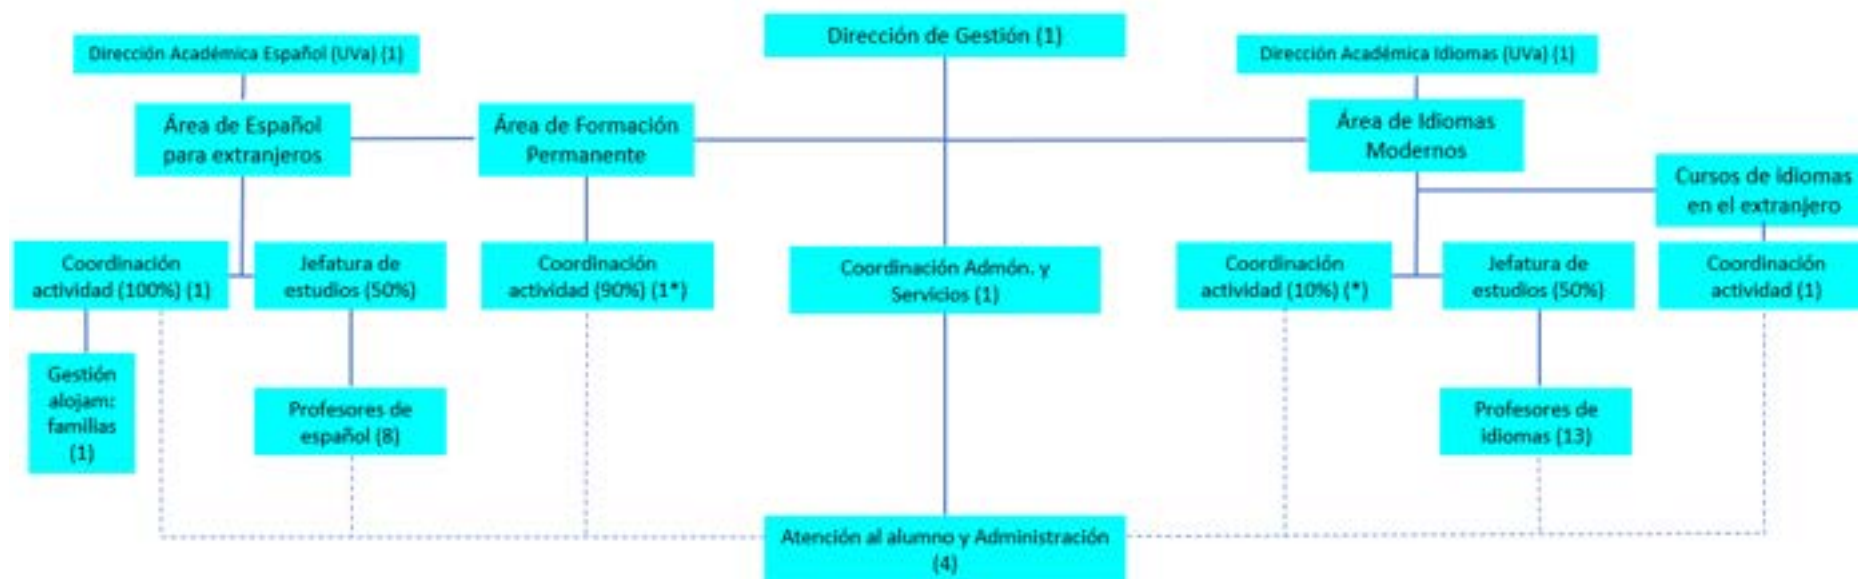 Dirección de Gestión (1)
Dirección Académica Español (UVa) (1)
Dirección Académica Idiomas (UVa) (1)
Área de Español
para extranjeros
Área de Formación
Permanente
Área de Idiomas
Modernos
Cursos de idiomas
en el extranjero
Coordinación
actividad (100%) (1)
Jefatura de
estudios (50%)
Coordinación
actividad (90%) (1*)
Coordinación Admón. y
Servicios (1)
Coordinación
actividad (10%) (*)
Jefatura de
estudios (50%)
Coordinación
actividad (1)
Gestión
alojam:
familias
(1)
Profesores de
español (8)
Profesores de
idiomas (13)
Atención al alumno y Administración
(4)